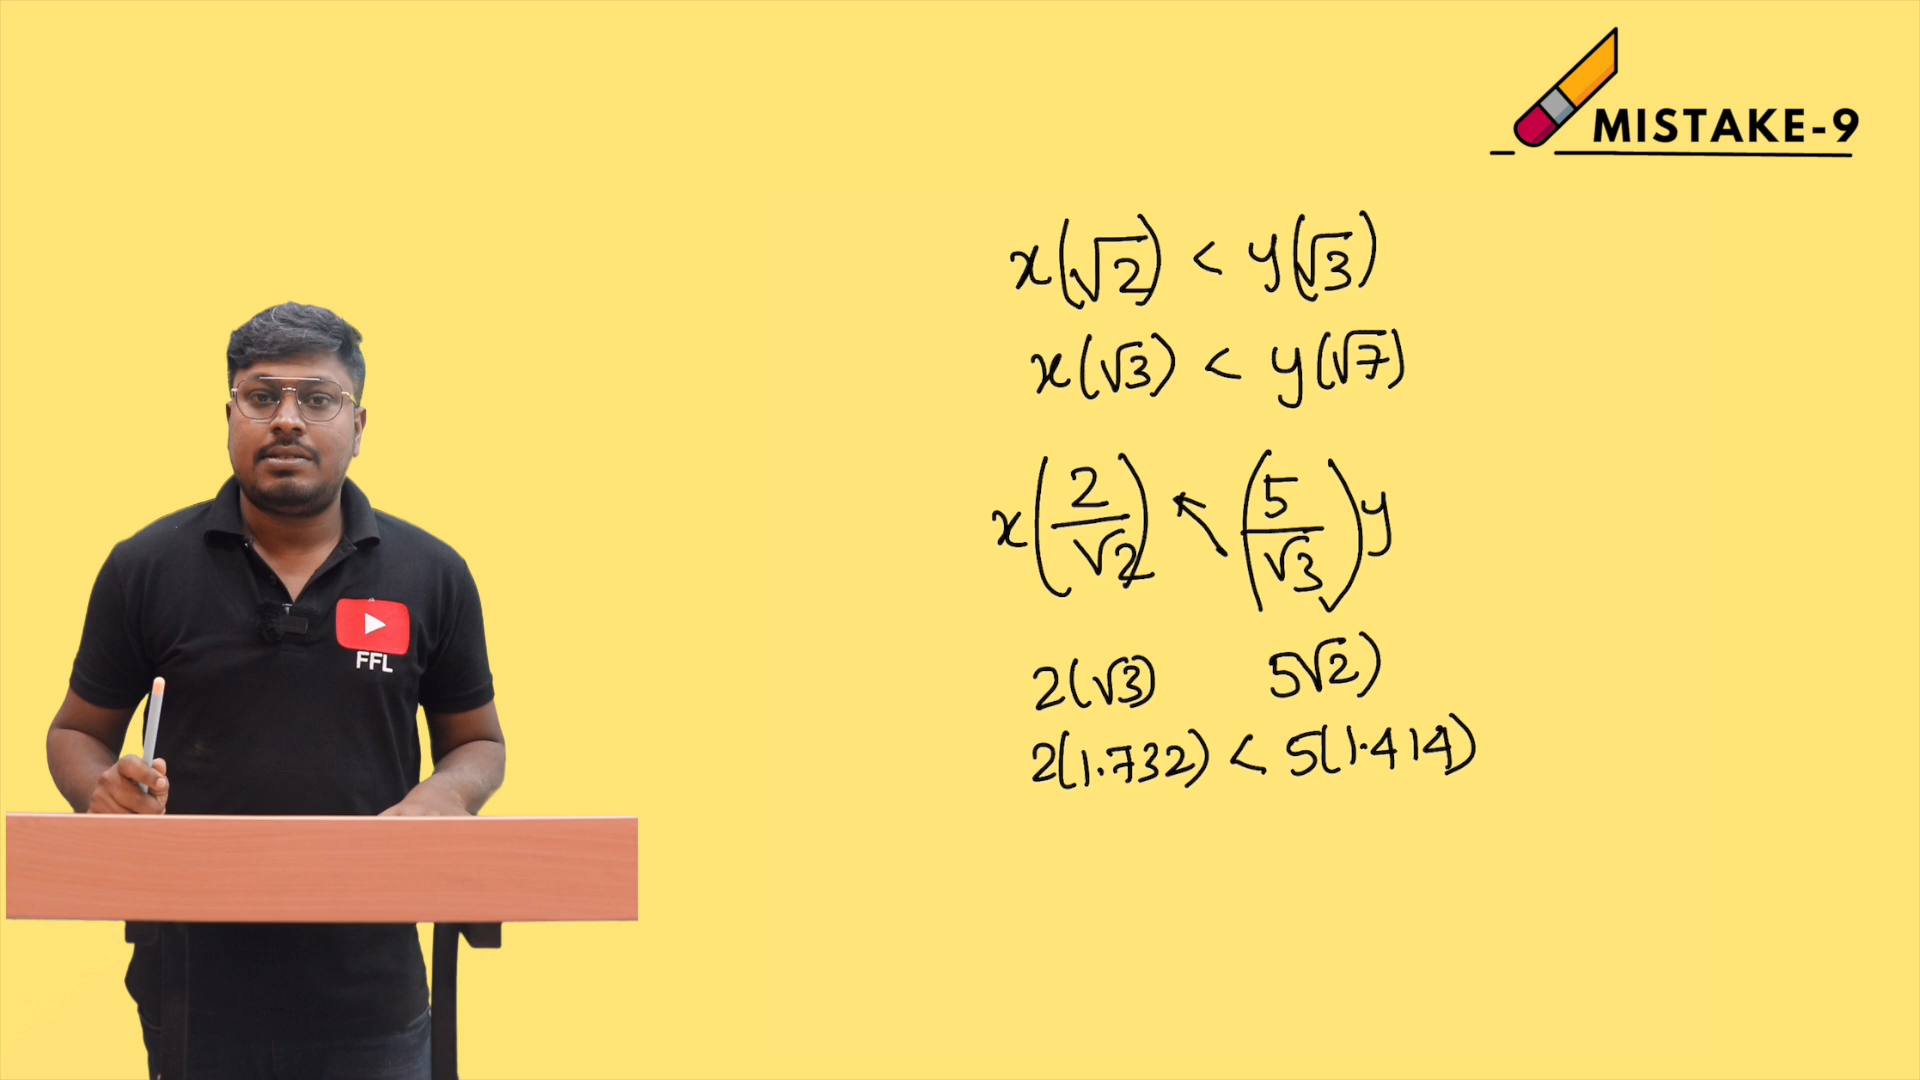 MISTAKE-9
x(√2) < y(√3)
x(√3) < y(√7)
x(2/√2) (5/√3)y
2(√3) 5√2)
2(1.732) < 5(1.414)
FFL